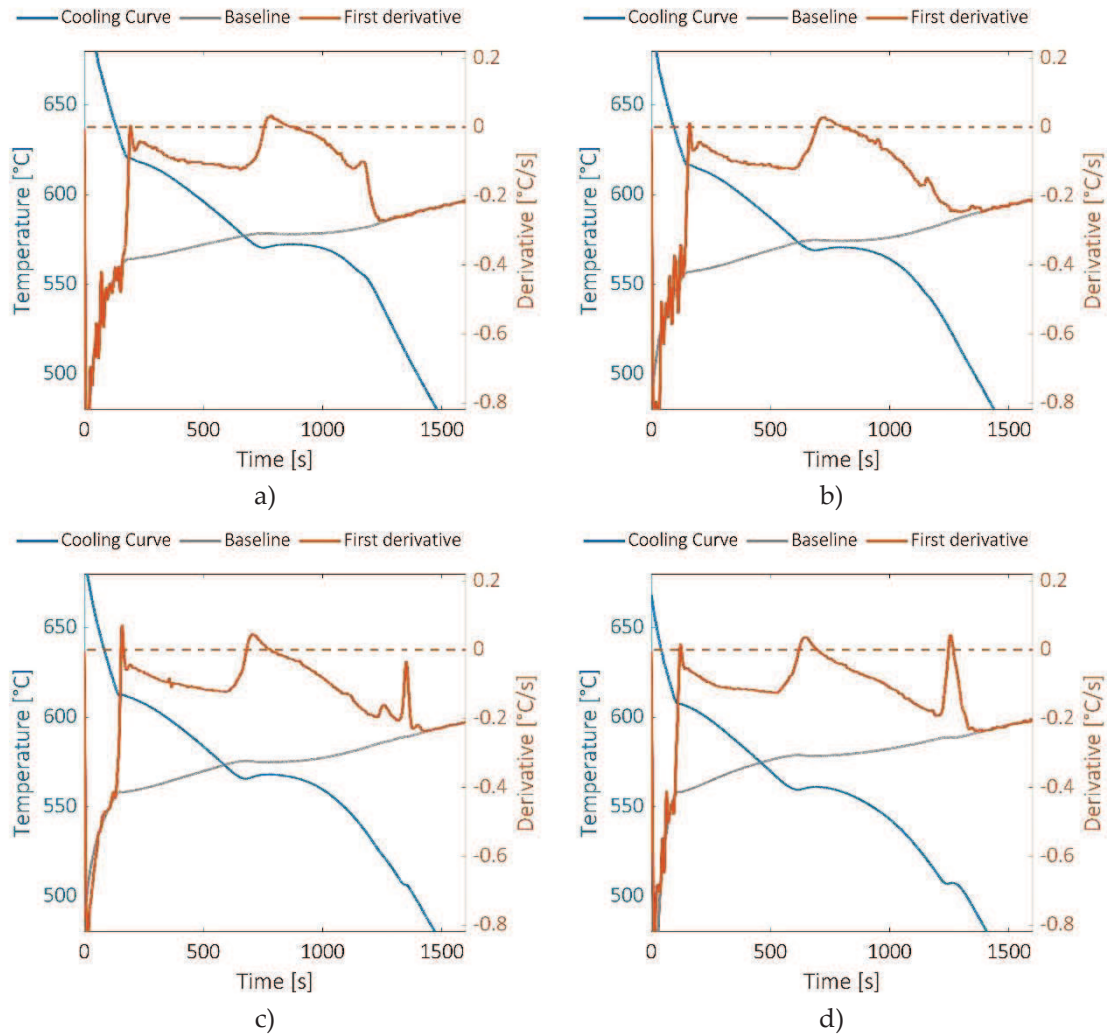 Cooling Curve Baseline First derivative Cooling Curve Baseline First derivative
650
600
550
500
Temperature [°C]
0.2
0
-0.2
-0.4
-0.6
-0.8
Derivative [°C/s]
0 500 1000 1500
Time [s]
a)
650
600
550
500
Temperature [°C]
0.2
0
-0.2
-0.4
-0.6
-0.8
Derivative [°C/s]
0 500 1000 1500
Time [s]
b)
Cooling Curve Baseline First derivative Cooling Curve Baseline First derivative
650
600
550
500
Temperature [°C]
0.2
0
-0.2
-0.4
-0.6
-0.8
Derivative [°C/s]
0 500 1000 1500
Time [s]
c)
650
600
550
500
Temperature [°C]
0.2
0
-0.2
-0.4
-0.6
-0.8
Derivative [°C/s]
0 500 1000 1500
Time [s]
d)